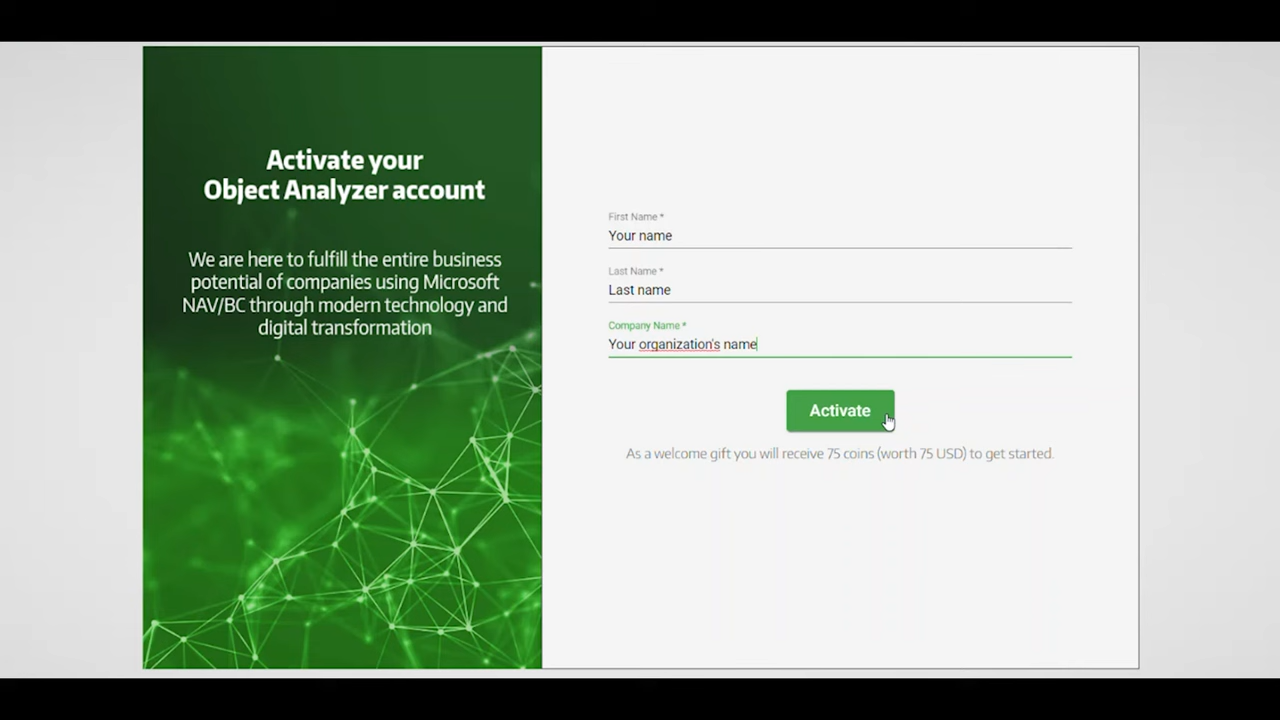 Activate your
Object Analyzer account
We are here to fulfill the entire business
potential of companies using Microsoft
NAV/BC through modern technology and
digital transformation
First Name *
Your name
Last Name *
Last name
Company Name *
Your organization's name
Activate
As a welcome gift you will receive 75 coins (worth 75 USD) to get started.